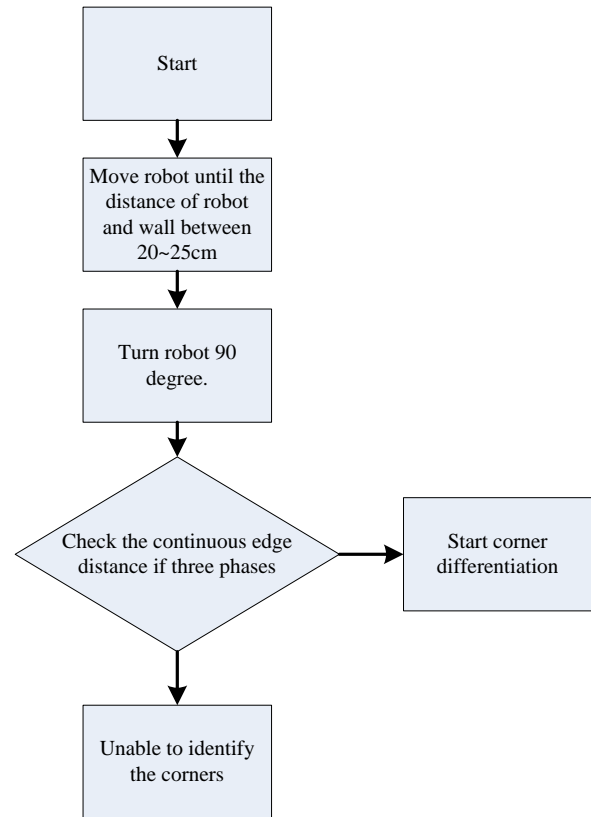 Start
Move robot until the
distance of robot
and wall between
20~25cm
Turn robot 90
degree.
Check the continuous edge
distance if three phases
Start corner
differentiation
Unable to identify
the corners